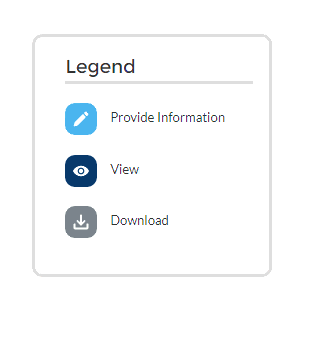 Legend
Provide Information
View
Download